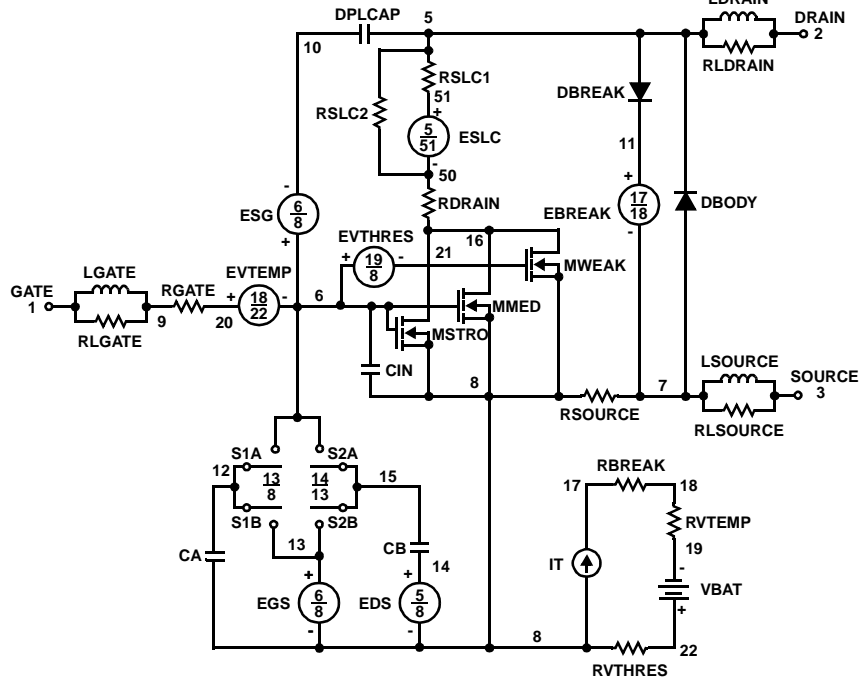 LDRAIN
DPLCAP 5 DRAIN
10 2
RSLC1 RLDRAIN
51 DBREAK
RSLC2 +
5
51 ESLC
11
-
50
- +
ESG 6
8 RDRAIN EBREAK 17
18 DBODY
+ EVTHRES 16 -
+ 19
8 - 21 MWEAK
LGATE EVTEMP
GATE RGATE + 18
22 - 6 MMED
1 9 20 MSTRO
RLGATE LSOURCE
CIN 8 7 SOURCE
3
RSOURCE RLSOURCE
S1A S2A
12 13
8 14
13 15 RBREAK
17 18
S1B S2B RVTEMP
13 CB 19
CA 14 IT -
+ + VBAT
EGS 6
8 EDS 5
8 +
- - 8 22
RVTHRES